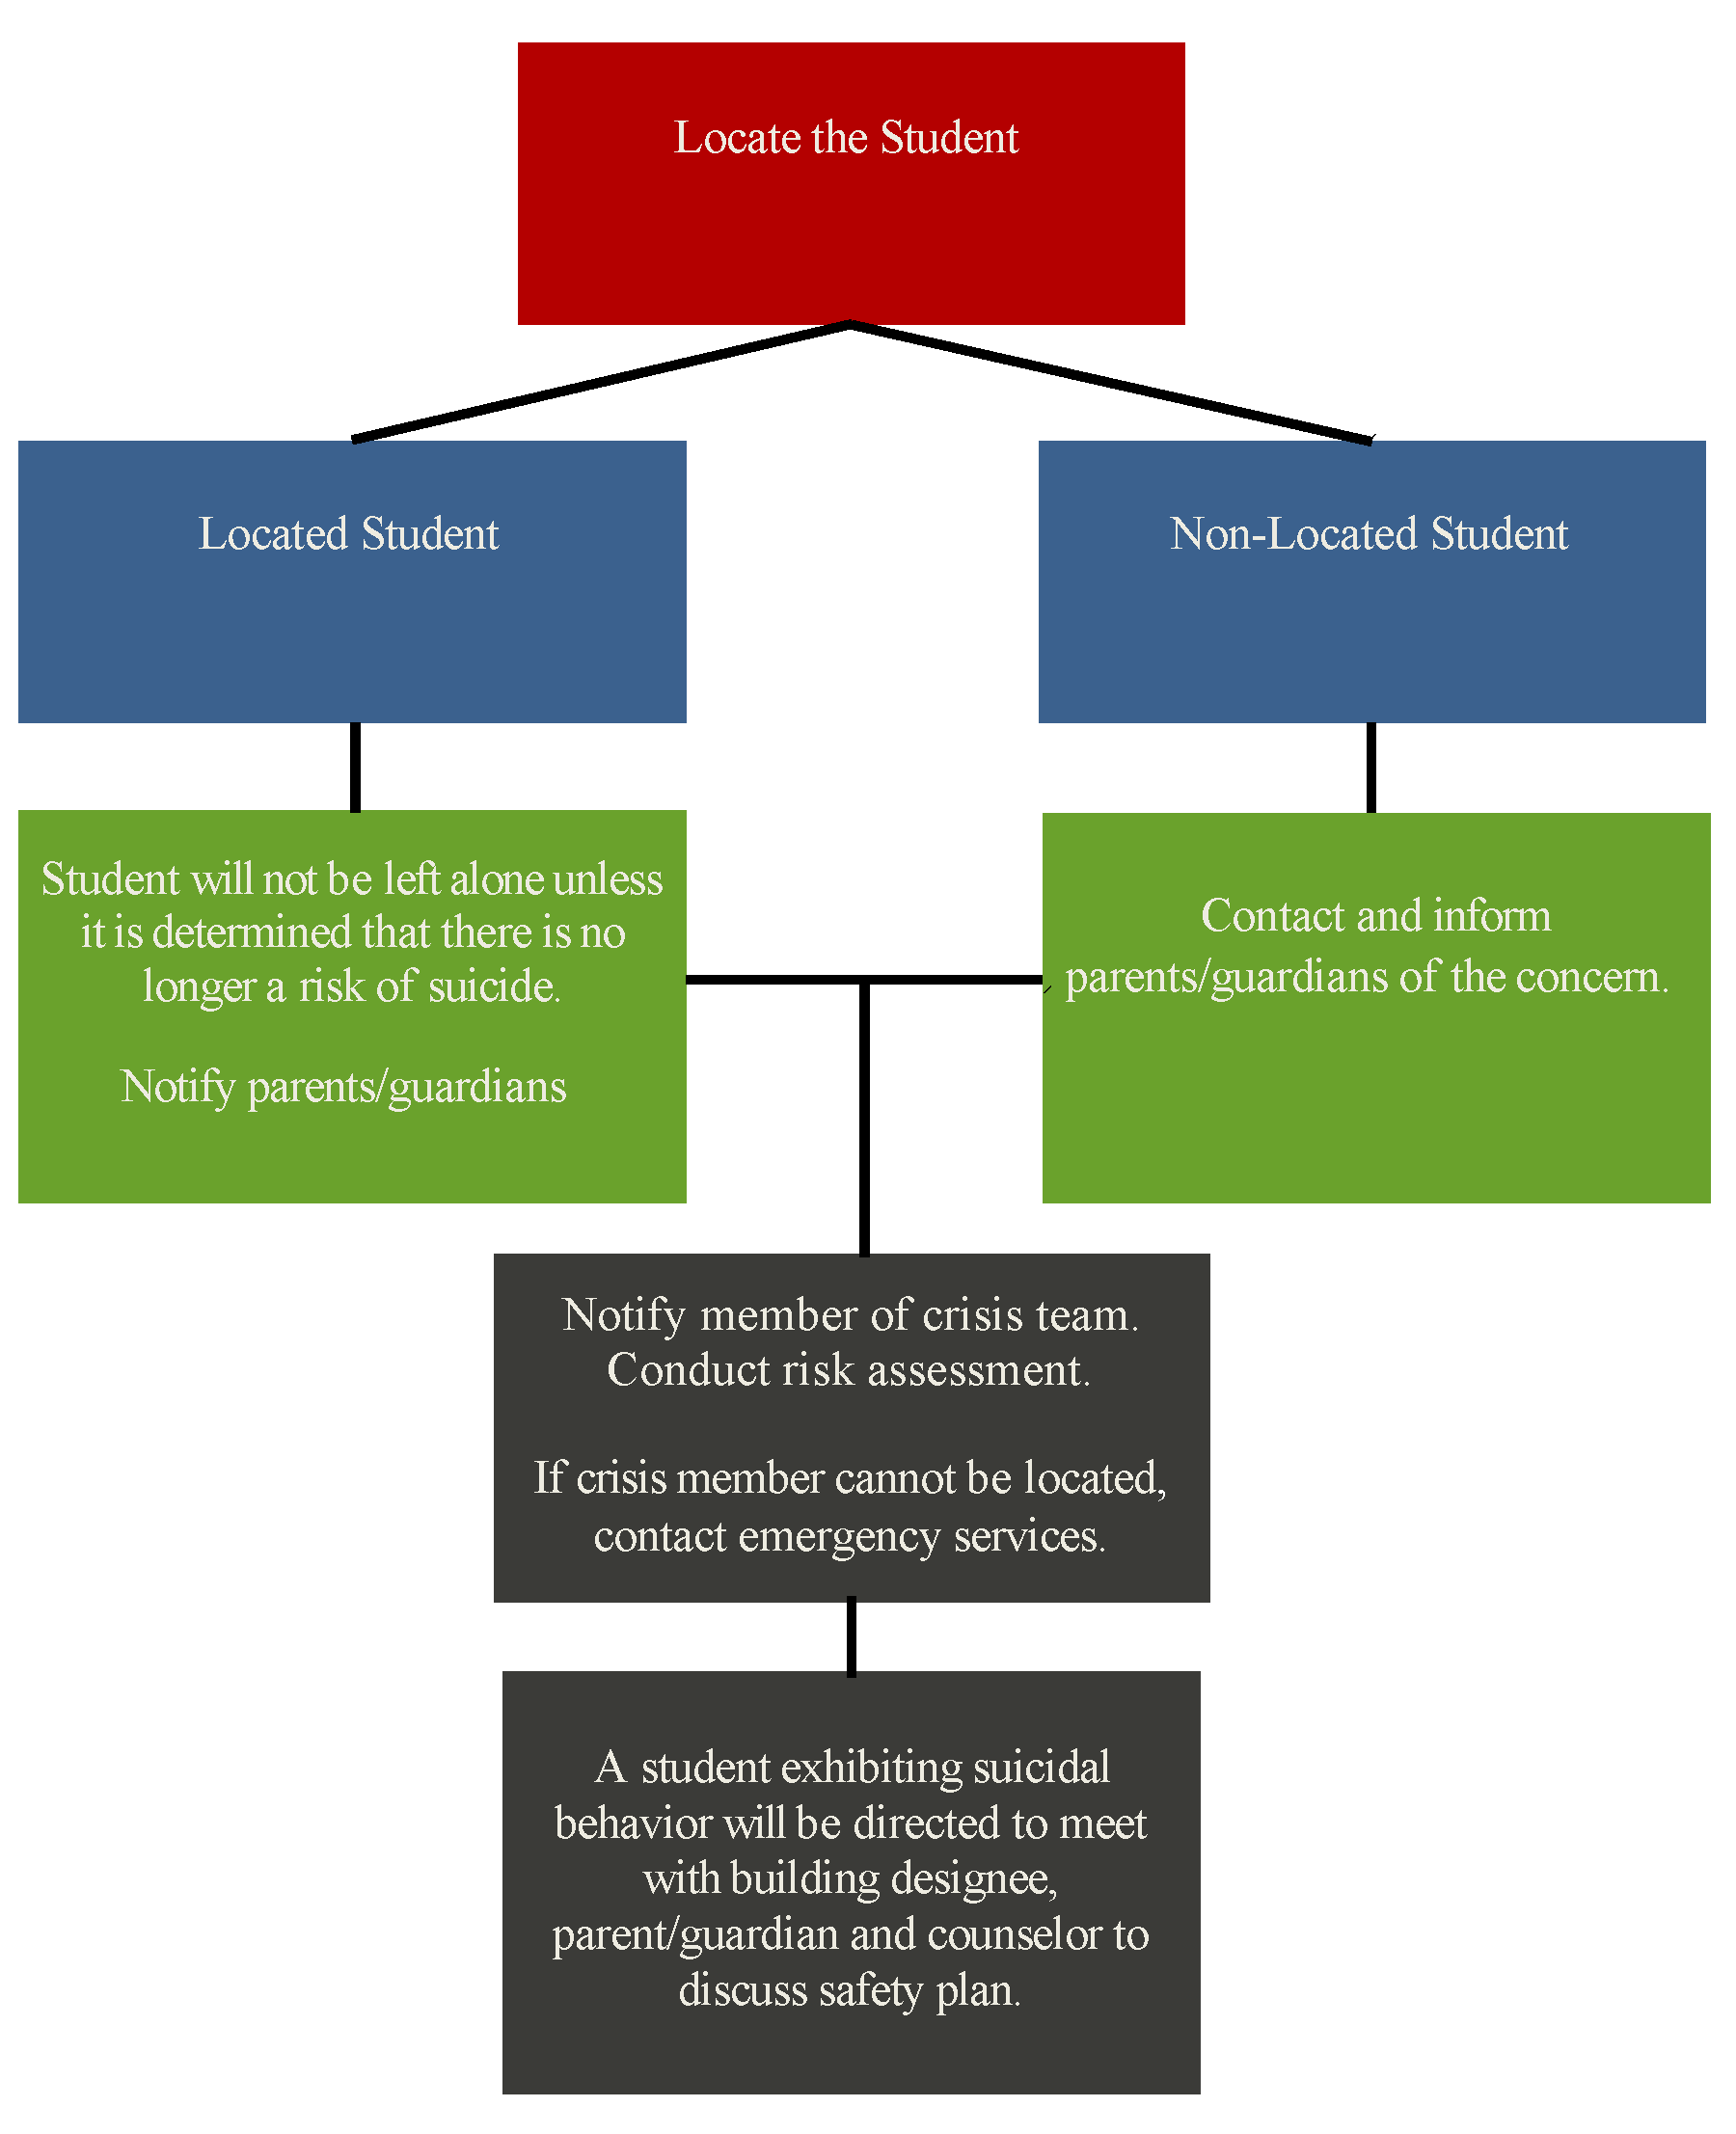 Locate the Student
Located Student
Non-Located Student
Student will not be left alone unless
it is determined that there is no
longer a risk of suicide.
Notify parents/guardians
Contact and inform
parents/guardians of the concern.
Notify member of crisis team.
Conduct risk assessment.
If crisis member cannot be located,
contact emergency services.
A student exhibiting suicidal
behavior will be directed to meet
with building designee,
parent/guardian and counselor to
discuss safety plan.